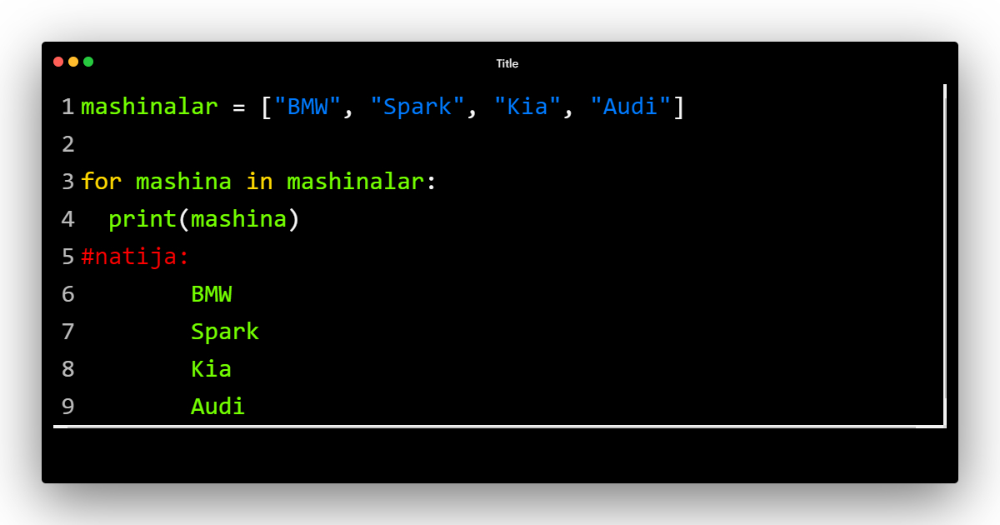 Title
1 mashinalar = ["BMW", "Spark", "Kia", "Audi"]
2
3 for mashina in mashinalar:
4   print(mashina)
5 #natija:
6         BMW
7         Spark
8         Kia
9         Audi